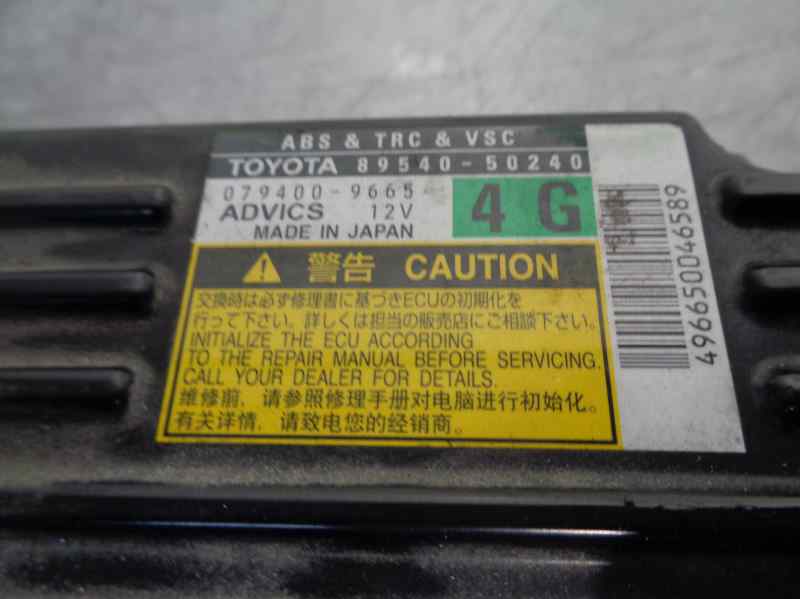 ABS & TRC & VSC
TOYOTA 89540-50240
079400-9665
ADVICS 12V
MADE IN JAPAN
4G
警告 CAUTION
交換時は必ず修理書に基づきECUの初期化を
行って下さい。詳しくは担当の販売店にご相談下さい。
INITIALIZE THE ECU ACCORDING
TO THE REPAIR MANUAL BEFORE SERVICING.
CALL YOUR DEALER FOR DETAILS.
维修前，请参照修理手册对电脑进行初始化。
有关详情，请致电您的经销商。
496650046589